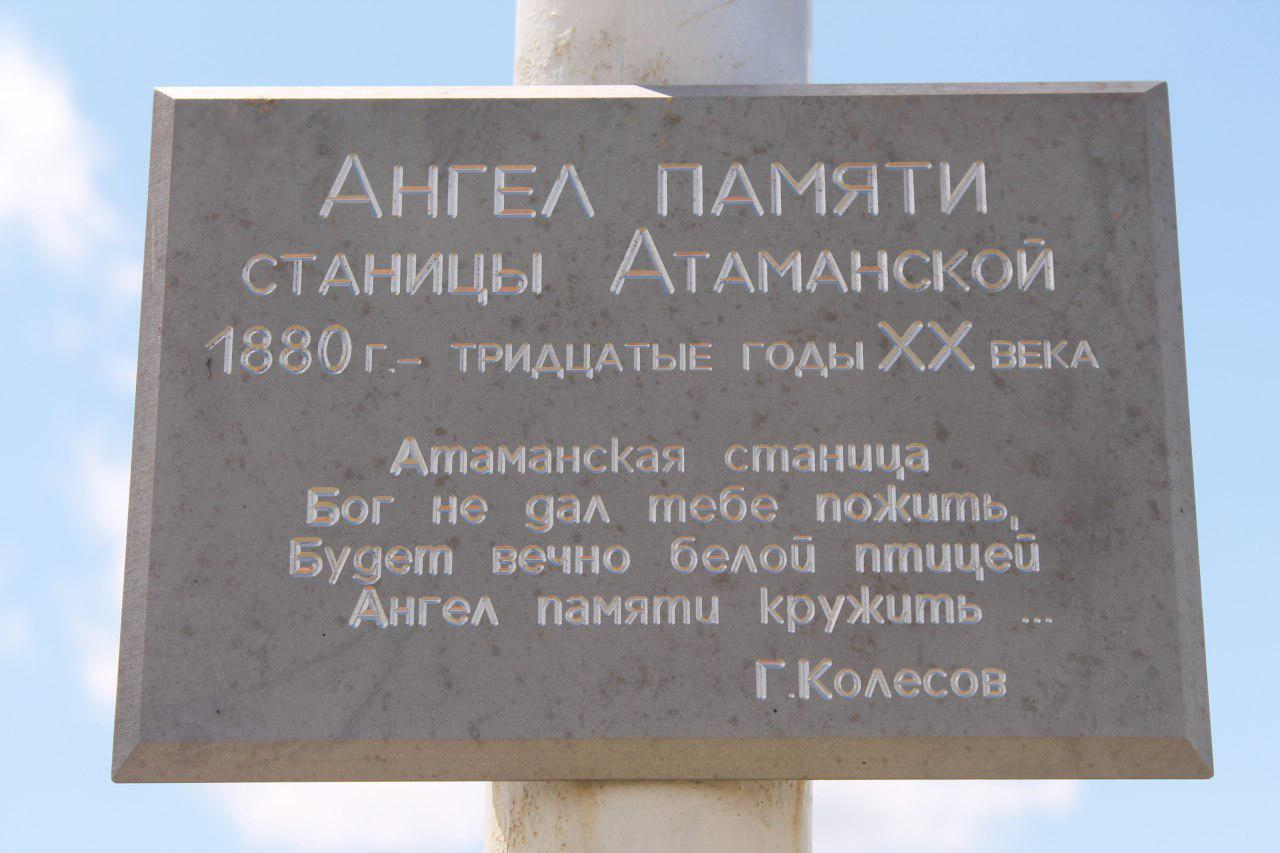 Ангел памяти
станицы Атаманской
1880г.- тридцатые годы XX века
Атаманская станица
Бог не дал тебе пожить,
Будет вечно белой птицей
Ангел памяти кружить ...
Г.Колесов